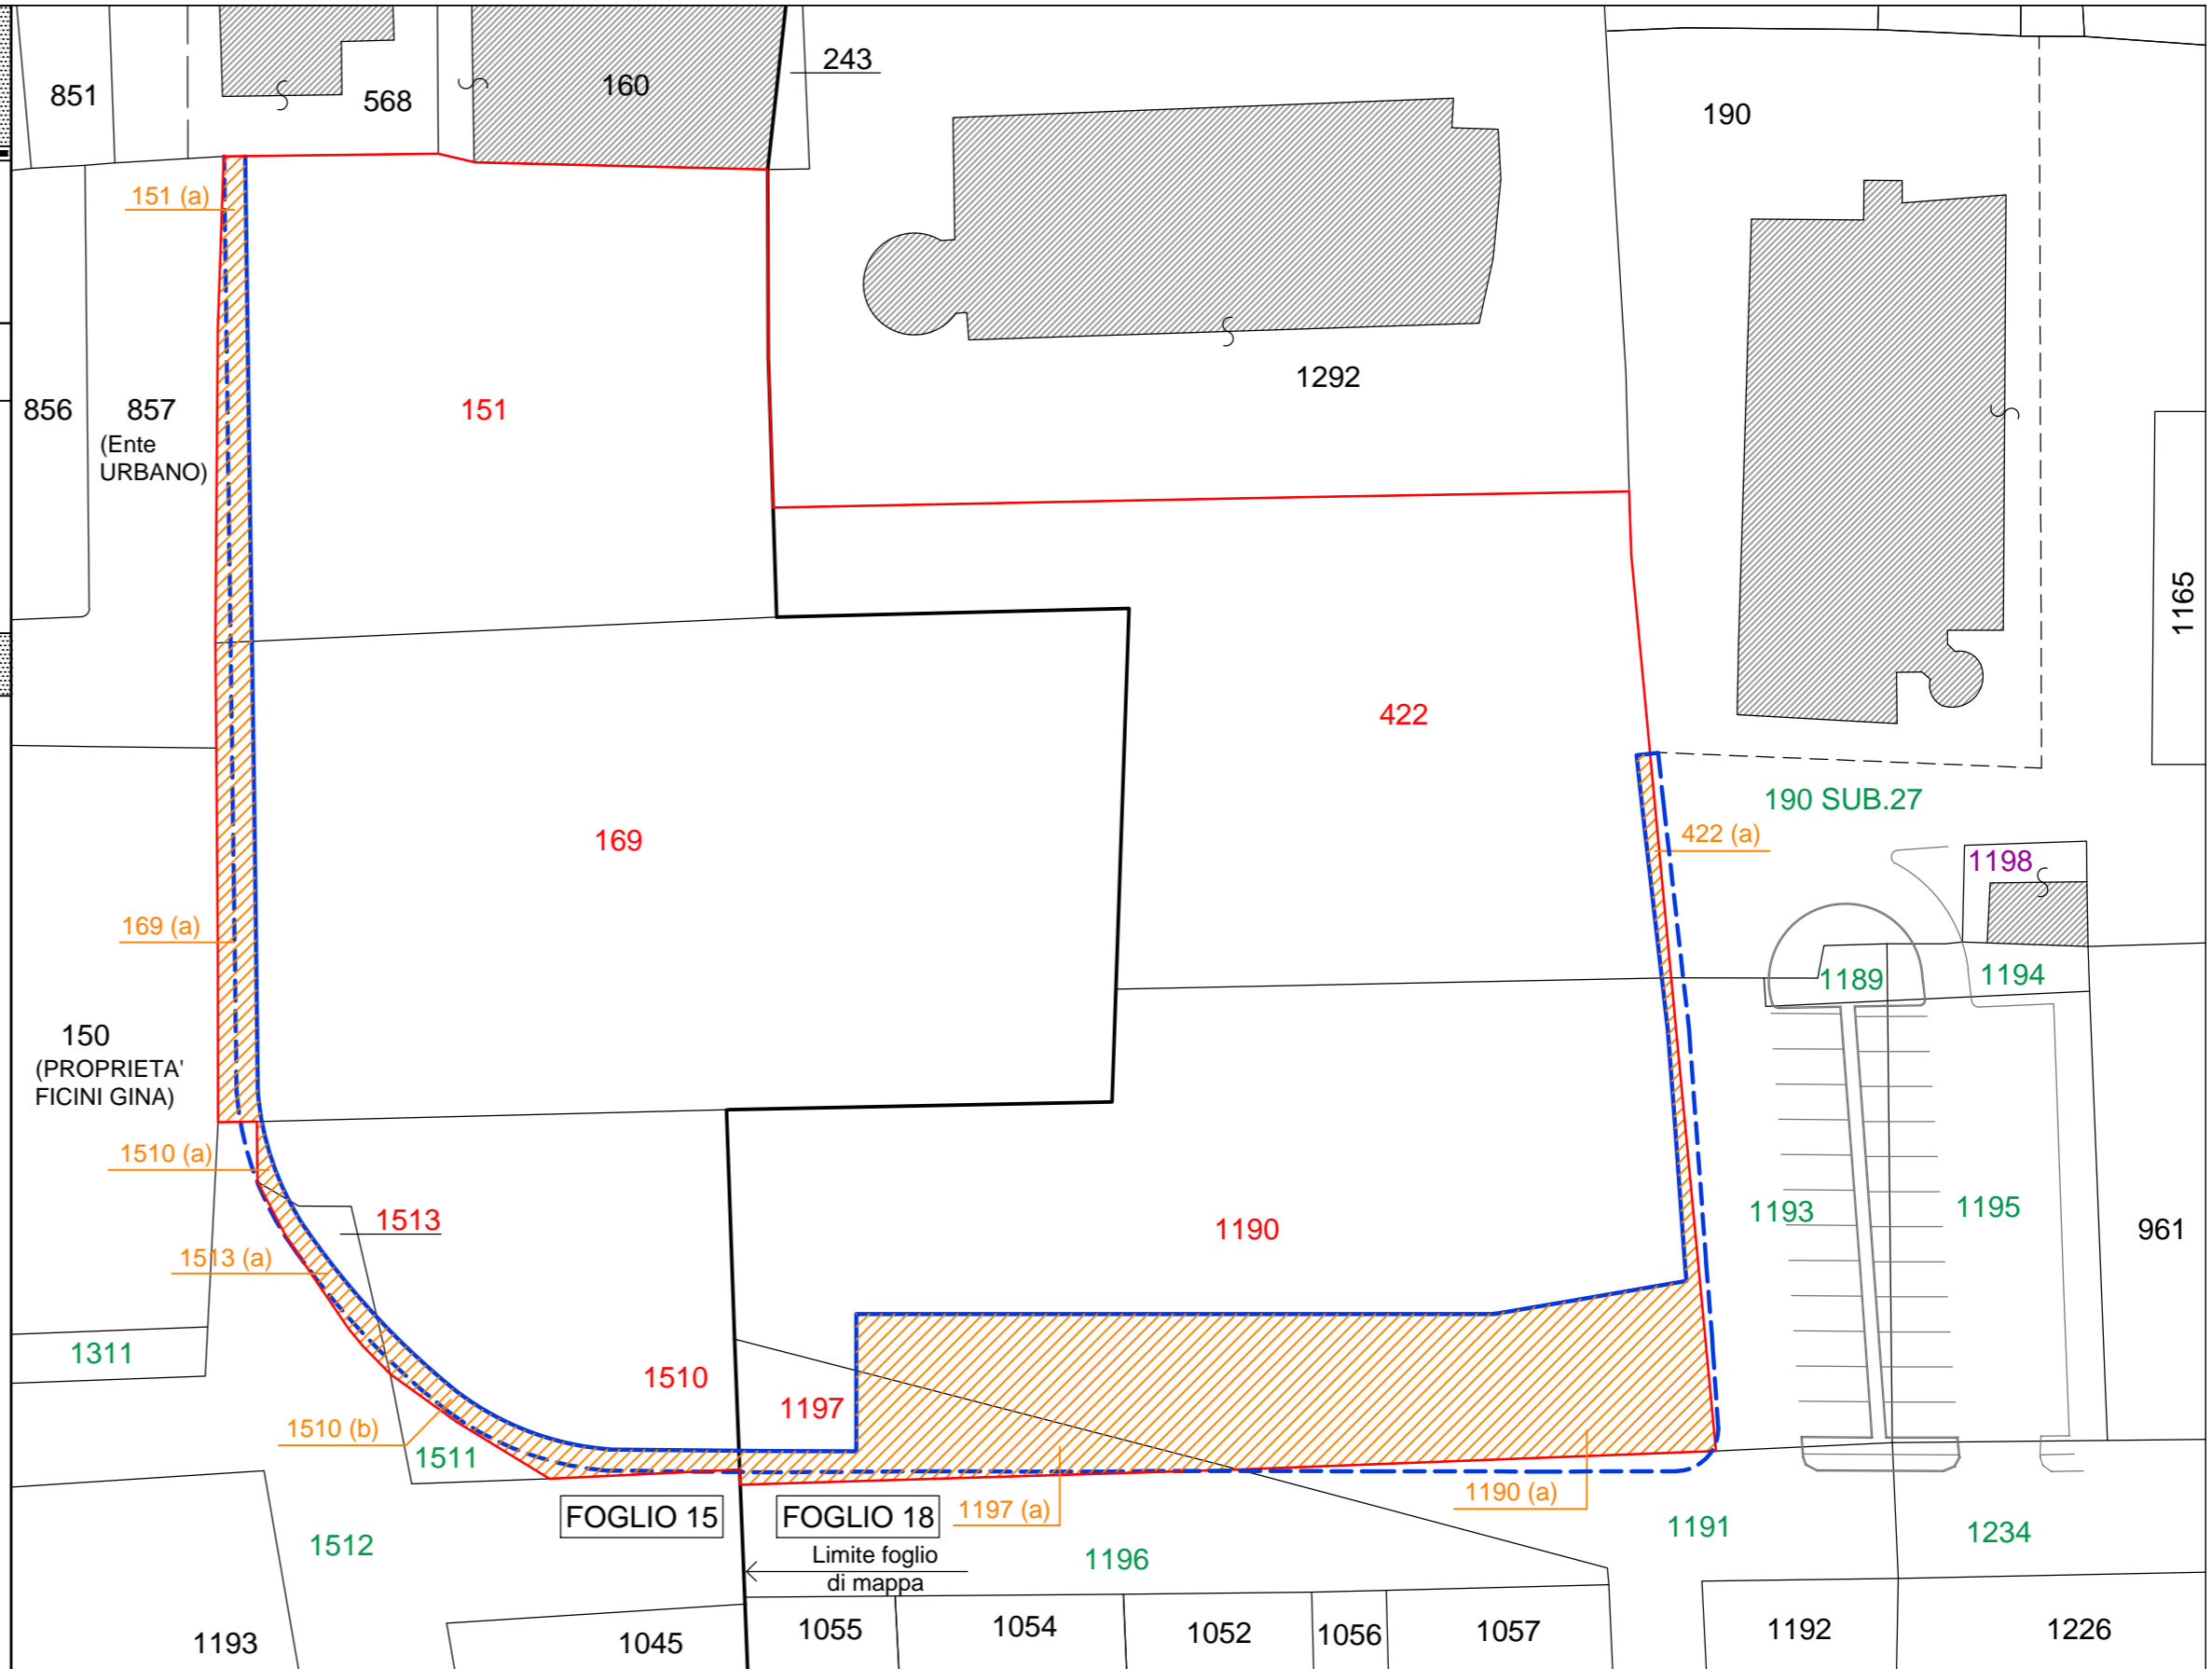 243
160
851
568
190
151 (a)
1292
856
857
151
(Ente
URBANO)
1165
422
190 SUB.27
422 (a)
169
1198
169 (a)
1189
1194
150
(PROPRIETA'
FICINI GINA)
1510 (a)
1513
1190
1193
1195
961
1513 (a)
1311
1510
1197
1510 (b)
1511
1190 (a)
FOGLIO 15
FOGLIO 18
1197 (a)
1191
1234
1512
Limite foglio
di mappa
1196
1193
1045
1055
1054
1052
1056
1057
1192
1226